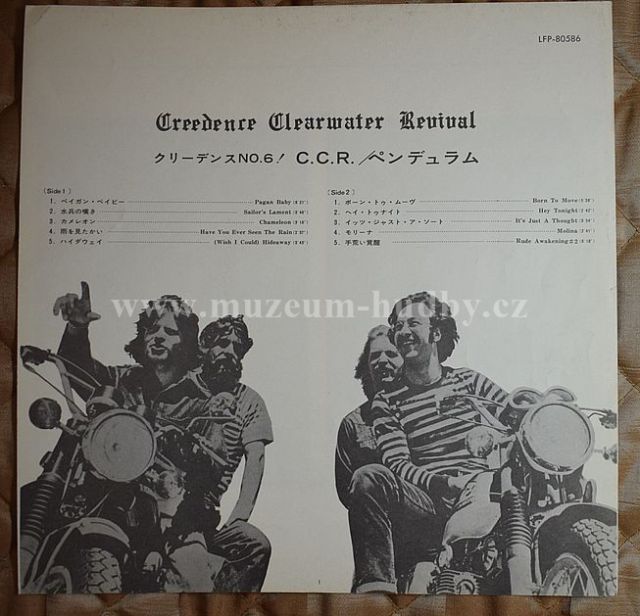 LFP-80586
Creedence Clearwater Revival
クリーデンスNO.6! C.C.R./ペンデュラム
(Side 1)
1. ペイガン・ベイビー Pagan Baby
2. 水兵の嘆き Sailor's Lament
3. カメレオン Chameleon
4. 雨を見たかい Have You Ever Seen the Rain
5. ハイダウェイ (Wish I Could) Hideaway
(Side 2)
1. ボーン・トゥ・ムーヴ Born To Move
2. ヘイ・トゥナイト Hey Tonight
3. イッツ・ジャスト・ア・ソート It's Just A Thought
4. モリーナ Molina
5. 手荒い覚醒 Rude Awakening #2
www.muzeum-hudby.cz